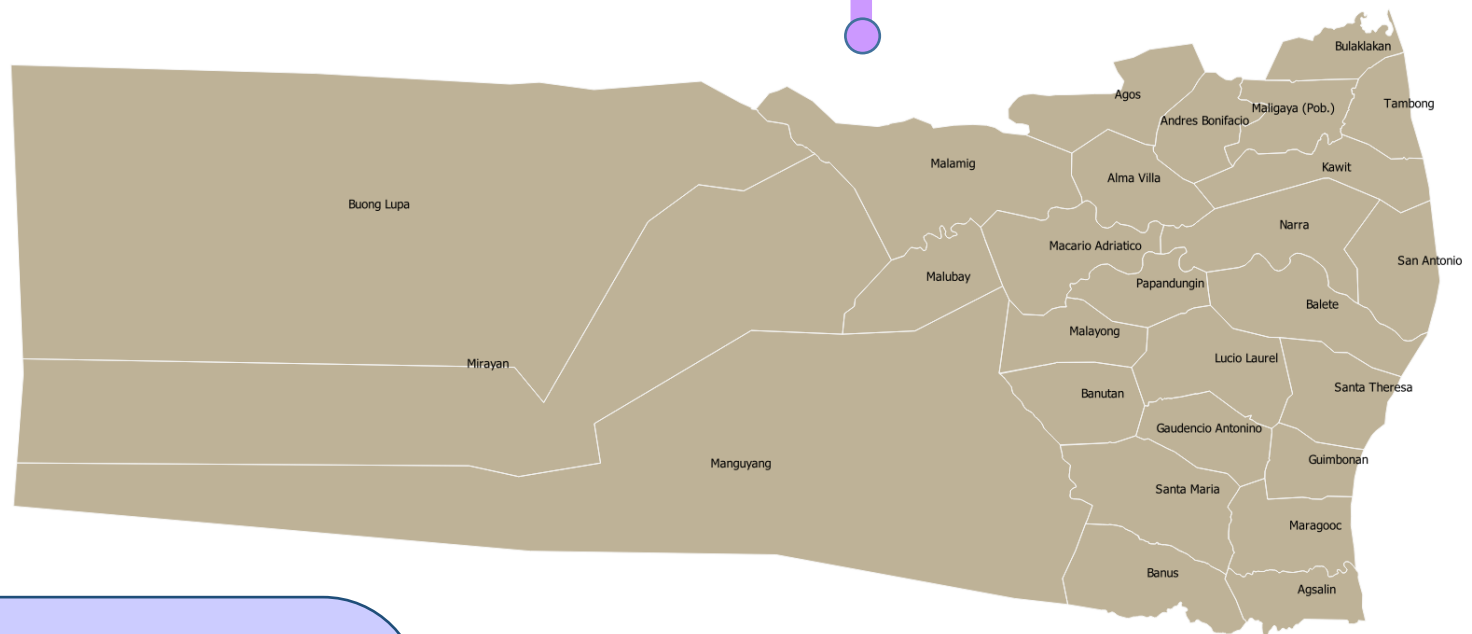 Bulaklakan
Agos
Tambong
Maligaya (Pob.)
Andres Bonifacio
Malamig
Kawit
Alma Villa
Buong Lupa
Narra
Macario Adriatico
San Antonio
Malubay
Papandungin
Balete
Malayong
Lucio Laurel
Mirayan
Santa Theresa
Banutan
Gaudencio Antonino
Guimbonan
Manguyang
Santa Maria
Maragooc
Banus
Agsalin